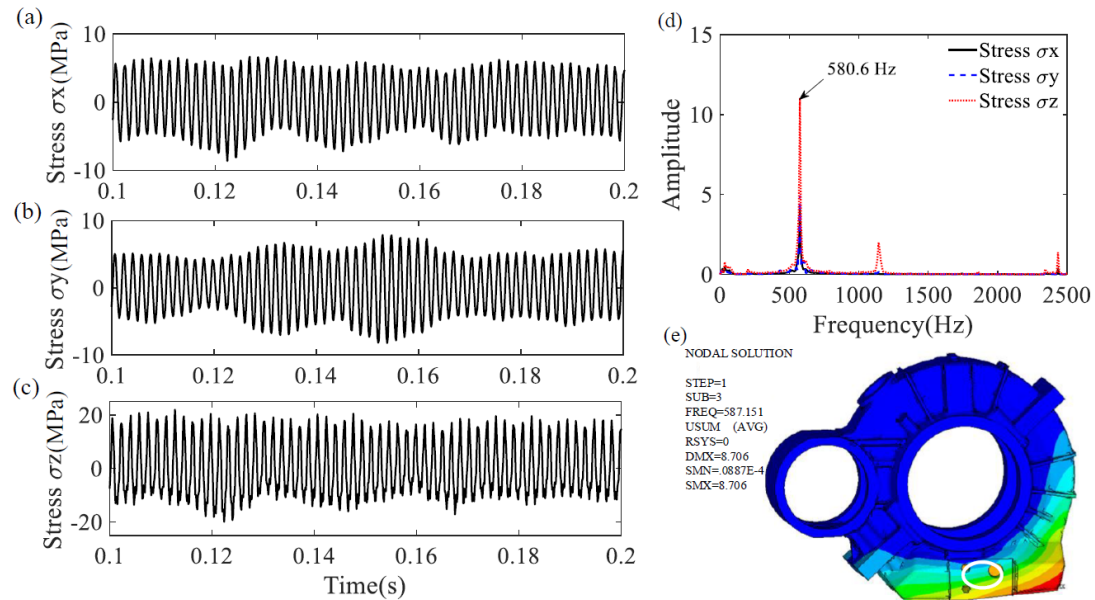 (a)
Stress σx(MPa)
10
0
-10
0.1 0.12 0.14 0.16 0.18 0.2
(b)
Stress σy(MPa)
10
0
-10
0.1 0.12 0.14 0.16 0.18 0.2
(c)
Stress σz(MPa)
20
0
-20
0.1 0.12 0.14 0.16 0.18 0.2
Time(s)
(d)
Amplitude
15
10
5
0
580.6 Hz
Stress σx
Stress σy
Stress σz
0 500 1000 1500 2000 2500
Frequency(Hz)
(e)
NODAL SOLUTION
STEP=1
SUB=3
FREQ=587.151
USUM (AVG)
RSYS=0
DMX=8.706
SMN=.0887E-4
SMX=8.706